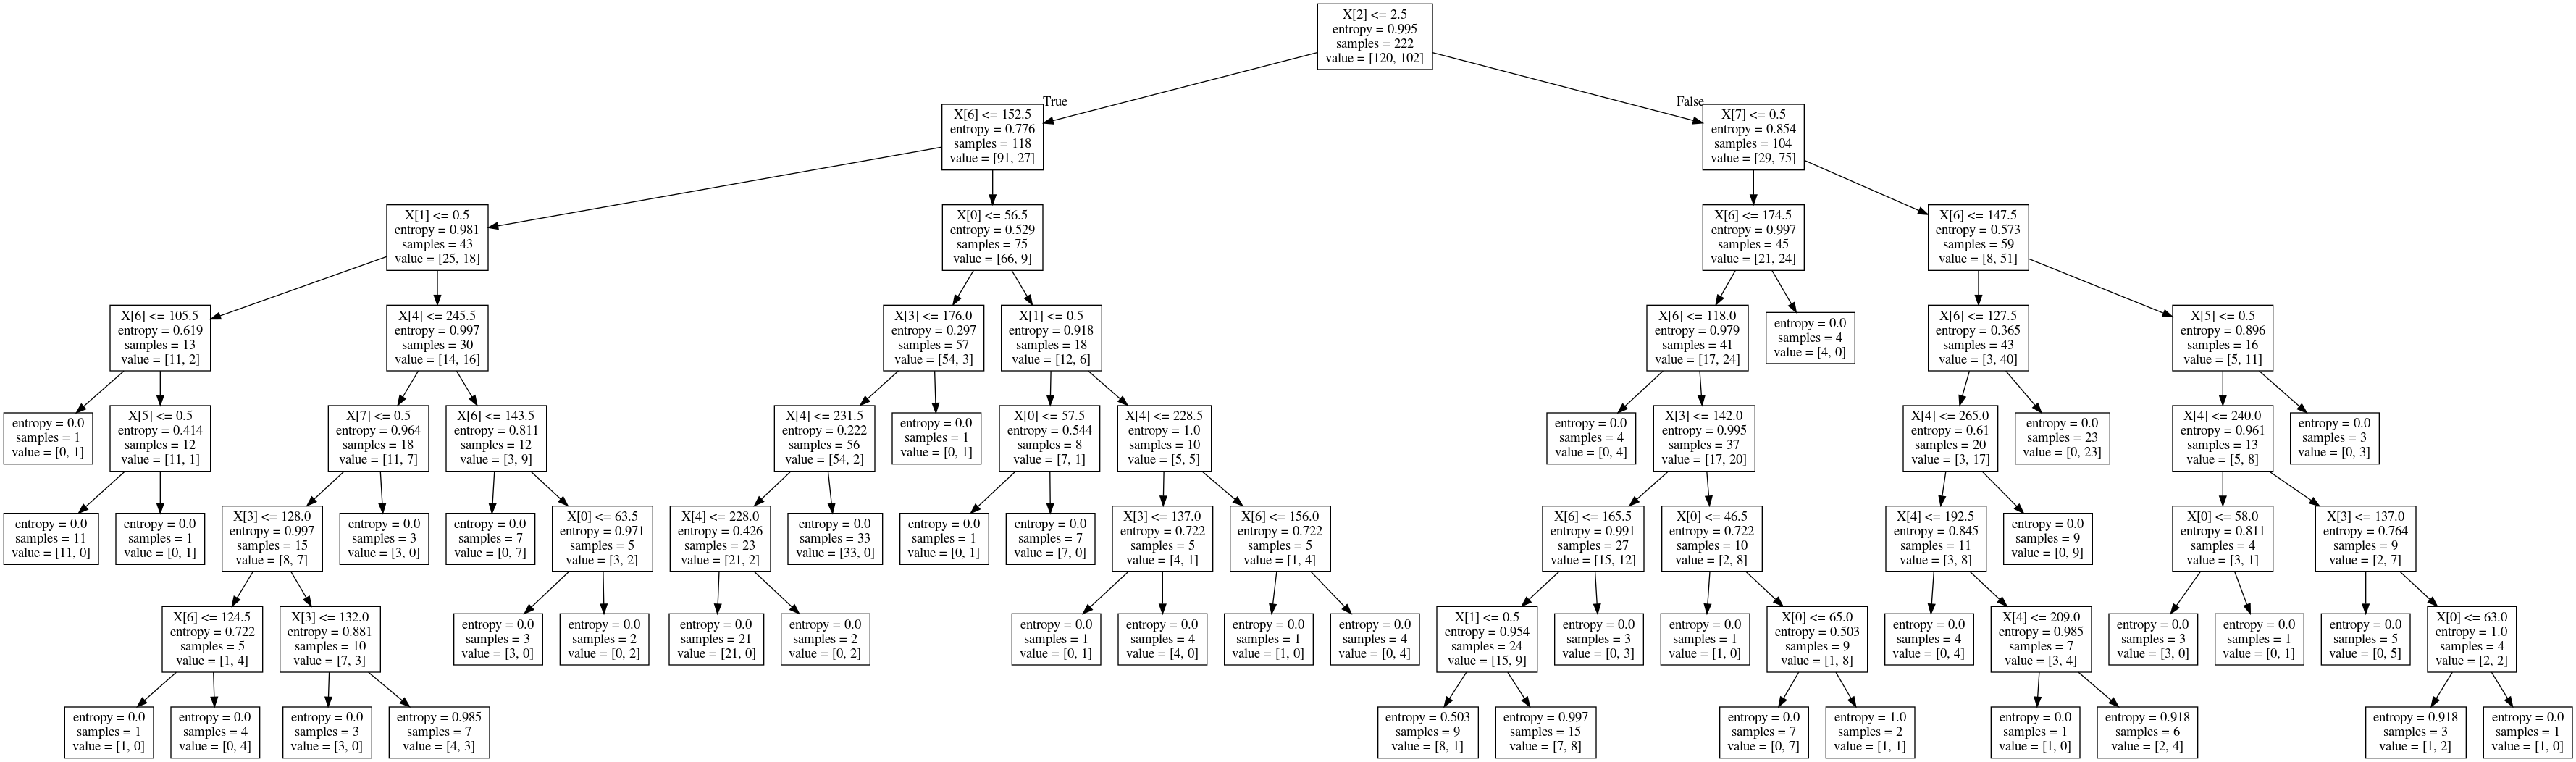 X[2] <= 2.5
entropy = 0.995
samples = 222
value = [120, 102]
True
False
X[6] <= 152.5
entropy = 0.776
samples = 118
value = [91, 27]
X[7] <= 0.5
entropy = 0.854
samples = 104
value = [29, 75]
X[1] <= 0.5
entropy = 0.981
samples = 43
value = [25, 18]
X[0] <= 56.5
entropy = 0.529
samples = 75
value = [66, 9]
X[6] <= 174.5
entropy = 0.997
samples = 45
value = [21, 24]
X[6] <= 147.5
entropy = 0.573
samples = 59
value = [8, 51]
X[6] <= 105.5
entropy = 0.619
samples = 13
value = [11, 2]
X[4] <= 245.5
entropy = 0.997
samples = 30
value = [14, 16]
X[3] <= 176.0
entropy = 0.297
samples = 57
value = [54, 3]
X[1] <= 0.5
entropy = 0.918
samples = 18
value = [12, 6]
X[6] <= 118.0
entropy = 0.979
samples = 41
value = [17, 24]
entropy = 0.0
samples = 4
value = [4, 0]
X[6] <= 127.5
entropy = 0.365
samples = 43
value = [3, 40]
X[5] <= 0.5
entropy = 0.896
samples = 16
value = [5, 11]
entropy = 0.0
samples = 1
value = [0, 1]
X[5] <= 0.5
entropy = 0.414
samples = 12
value = [11, 1]
X[7] <= 0.5
entropy = 0.964
samples = 18
value = [11, 7]
X[6] <= 143.5
entropy = 0.811
samples = 12
value = [3, 9]
X[4] <= 231.5
entropy = 0.222
samples = 56
value = [54, 2]
entropy = 0.0
samples = 1
value = [0, 1]
X[0] <= 57.5
entropy = 0.544
samples = 8
value = [7, 1]
X[4] <= 228.5
entropy = 1.0
samples = 10
value = [5, 5]
entropy = 0.0
samples = 4
value = [0, 4]
X[3] <= 142.0
entropy = 0.995
samples = 37
value = [17, 20]
X[4] <= 265.0
entropy = 0.61
samples = 20
value = [3, 17]
entropy = 0.0
samples = 23
value = [0, 23]
X[4] <= 240.0
entropy = 0.961
samples = 13
value = [5, 8]
entropy = 0.0
samples = 3
value = [0, 3]
entropy = 0.0
samples = 11
value = [11, 0]
entropy = 0.0
samples = 1
value = [0, 1]
X[3] <= 128.0
entropy = 0.997
samples = 15
value = [8, 7]
entropy = 0.0
samples = 3
value = [3, 0]
entropy = 0.0
samples = 7
value = [0, 7]
X[0] <= 63.5
entropy = 0.971
samples = 5
value = [3, 2]
X[4] <= 228.0
entropy = 0.426
samples = 23
value = [21, 2]
entropy = 0.0
samples = 33
value = [33, 0]
entropy = 0.0
samples = 1
value = [0, 1]
entropy = 0.0
samples = 7
value = [7, 0]
X[3] <= 137.0
entropy = 0.722
samples = 5
value = [4, 1]
X[6] <= 156.0
entropy = 0.722
samples = 5
value = [1, 4]
X[6] <= 165.5
entropy = 0.991
samples = 27
value = [15, 12]
X[0] <= 46.5
entropy = 0.722
samples = 10
value = [2, 8]
X[4] <= 192.5
entropy = 0.845
samples = 11
value = [3, 8]
entropy = 0.0
samples = 9
value = [0, 9]
X[0] <= 58.0
entropy = 0.811
samples = 4
value = [3, 1]
X[3] <= 137.0
entropy = 0.764
samples = 9
value = [2, 7]
X[6] <= 124.5
entropy = 0.722
samples = 5
value = [1, 4]
X[3] <= 132.0
entropy = 0.881
samples = 10
value = [7, 3]
entropy = 0.0
samples = 3
value = [3, 0]
entropy = 0.0
samples = 2
value = [0, 2]
entropy = 0.0
samples = 21
value = [21, 0]
entropy = 0.0
samples = 2
value = [0, 2]
entropy = 0.0
samples = 1
value = [0, 1]
entropy = 0.0
samples = 4
value = [4, 0]
entropy = 0.0
samples = 1
value = [1, 0]
entropy = 0.0
samples = 4
value = [0, 4]
X[1] <= 0.5
entropy = 0.954
samples = 24
value = [15, 9]
entropy = 0.0
samples = 3
value = [0, 3]
entropy = 0.0
samples = 1
value = [1, 0]
X[0] <= 65.0
entropy = 0.503
samples = 9
value = [1, 8]
entropy = 0.0
samples = 4
value = [0, 4]
X[4] <= 209.0
entropy = 0.985
samples = 7
value = [3, 4]
entropy = 0.0
samples = 3
value = [3, 0]
entropy = 0.0
samples = 1
value = [0, 1]
entropy = 0.0
samples = 5
value = [0, 5]
X[0] <= 63.0
entropy = 1.0
samples = 4
value = [2, 2]
entropy = 0.0
samples = 1
value = [1, 0]
entropy = 0.0
samples = 4
value = [0, 4]
entropy = 0.0
samples = 3
value = [3, 0]
entropy = 0.985
samples = 7
value = [4, 3]
entropy = 0.503
samples = 9
value = [8, 1]
entropy = 0.997
samples = 15
value = [7, 8]
entropy = 0.0
samples = 7
value = [0, 7]
entropy = 1.0
samples = 2
value = [1, 1]
entropy = 0.0
samples = 1
value = [1, 0]
entropy = 0.918
samples = 6
value = [2, 4]
entropy = 0.918
samples = 3
value = [1, 2]
entropy = 0.0
samples = 1
value = [1, 0]